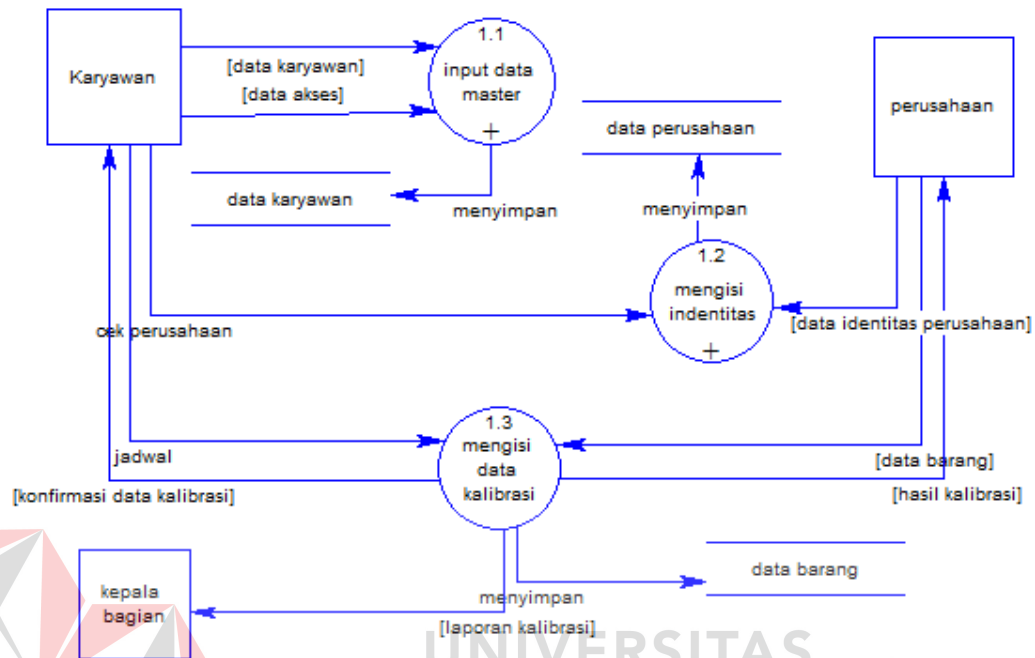 Karyawan
[data karyawan]
[data akses]
1.1
input data
master
+
perusahaan
data perusahaan
data karyawan
menyimpan
menyimpan
1.2
mengisi
indentitas
+
cek perusahaan
[data identitas perusahaan]
1.3
mengisi
data
kalibrasi
jadwal
[konfirmasi data kalibrasi]
[data barang]
[hasil kalibrasi]
kepala
bagian
data barang
menyimpan
[laporan kalibrasi]
UNIVERSITAS